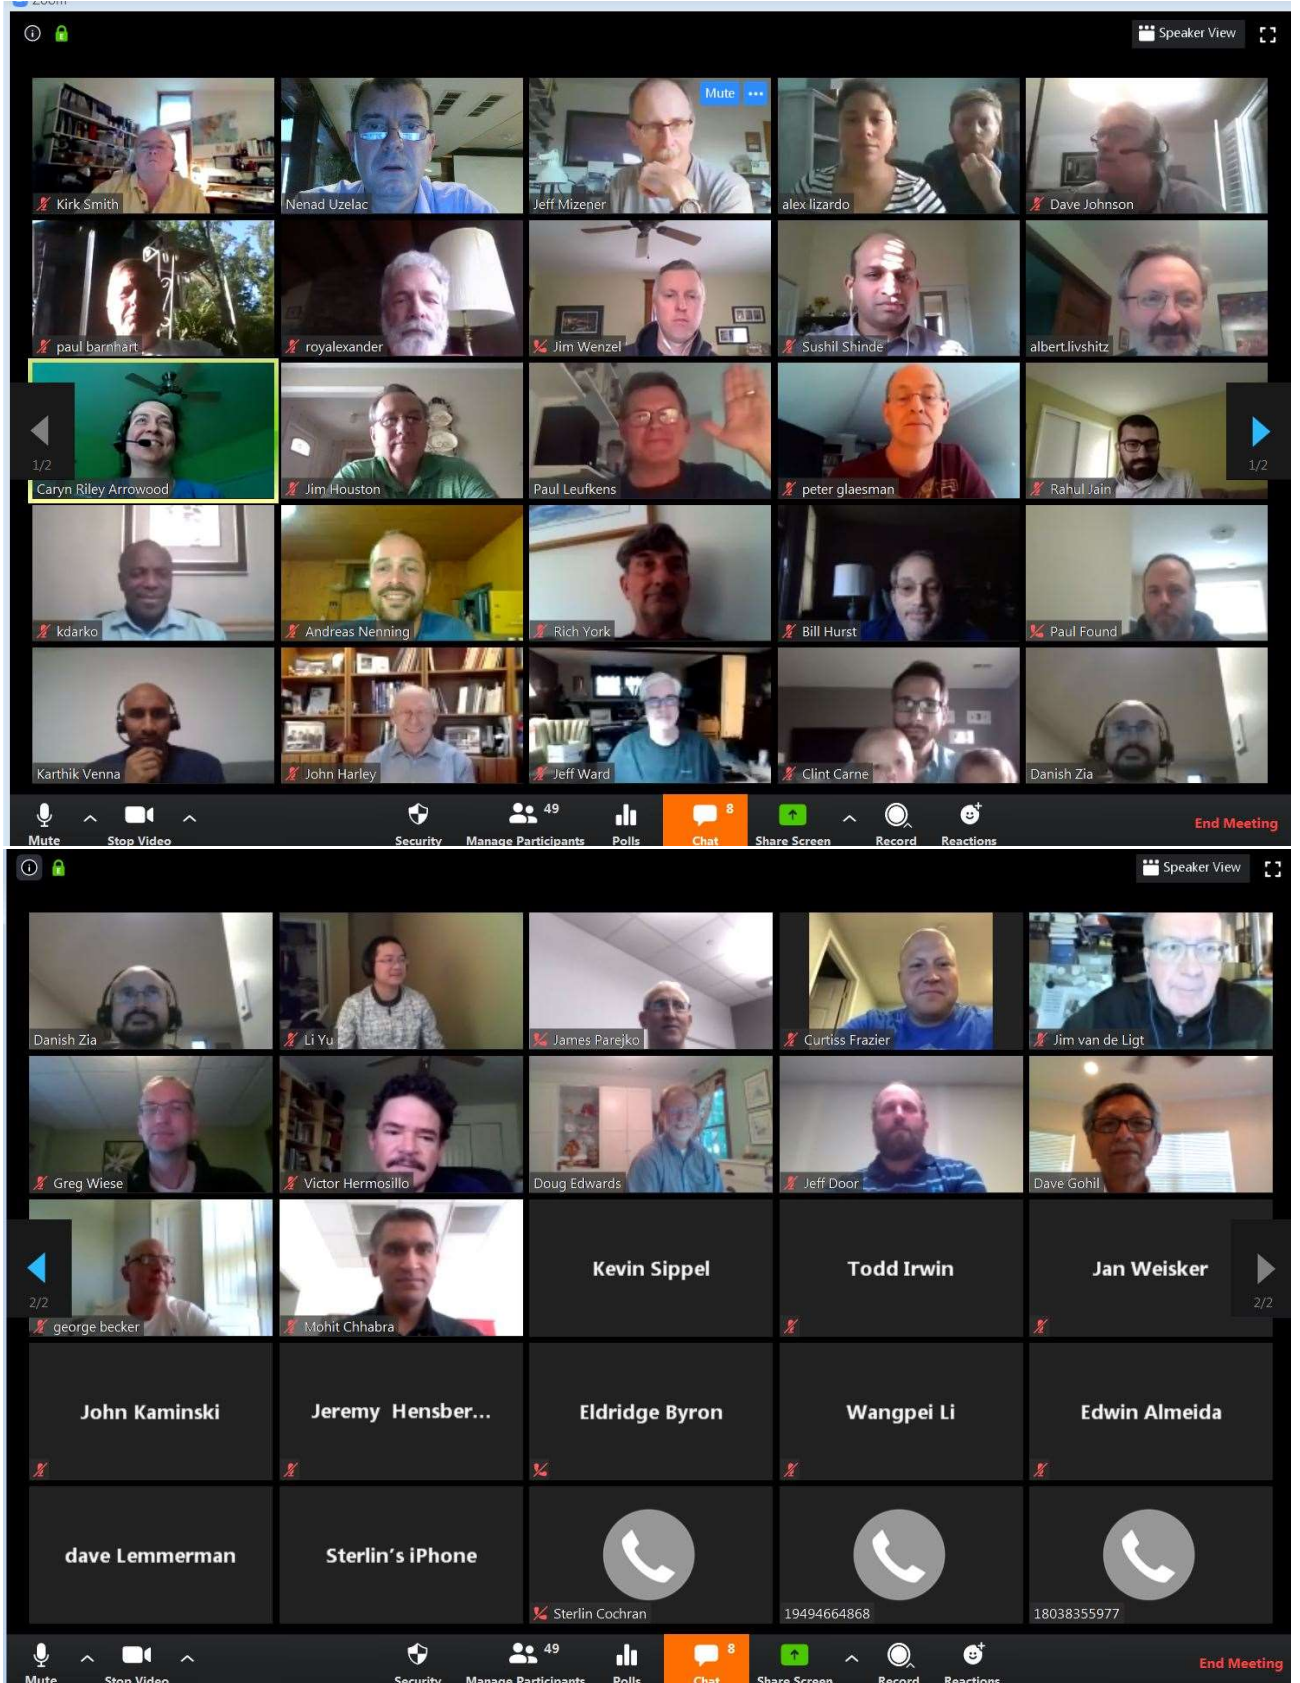 Zoom
Speaker View
Mute ...
Kirk Smith
Nenad Uzelac
Jeff Mizener
alex lizardo
Dave Johnson
paul barnhart
royalexander
Jim Wenzel
Sushil Shinde
albert.livshitz
1/2
1/2
Caryn Riley Arrowood
Jim Houston
Paul Leufkens
peter glaesman
Rahul Jain
kdarko
Andreas Nenning
Rich York
Bill Hurst
Paul Found
Karthik Venna
John Harley
Jeff Ward
Clint Carne
Danish Zia
49
8
Mute
Stop Video
Security
Manage Participants
Polls
Chat
Share Screen
Record
Reactions
End Meeting
Speaker View
Danish Zia
Li Yu
James Parejko
Curtiss Frazier
Jim van de Ligt
Greg Wiese
Victor Hermosillo
Doug Edwards
Jeff Door
Dave Gohil
Kevin Sippel
Todd Irwin
Jan Weisker
2/2
2/2
george becker
Mohit Chhabra
John Kaminski
Jeremy Hensber...
Eldridge Byron
Wangpei Li
Edwin Almeida
dave Lemmerman
Sterlin's iPhone
Sterlin Cochran
19494664868
18038355977
49
8
Mute
Stop Video
Security
Manage Participants
Polls
Chat
Share Screen
Record
Reactions
End Meeting